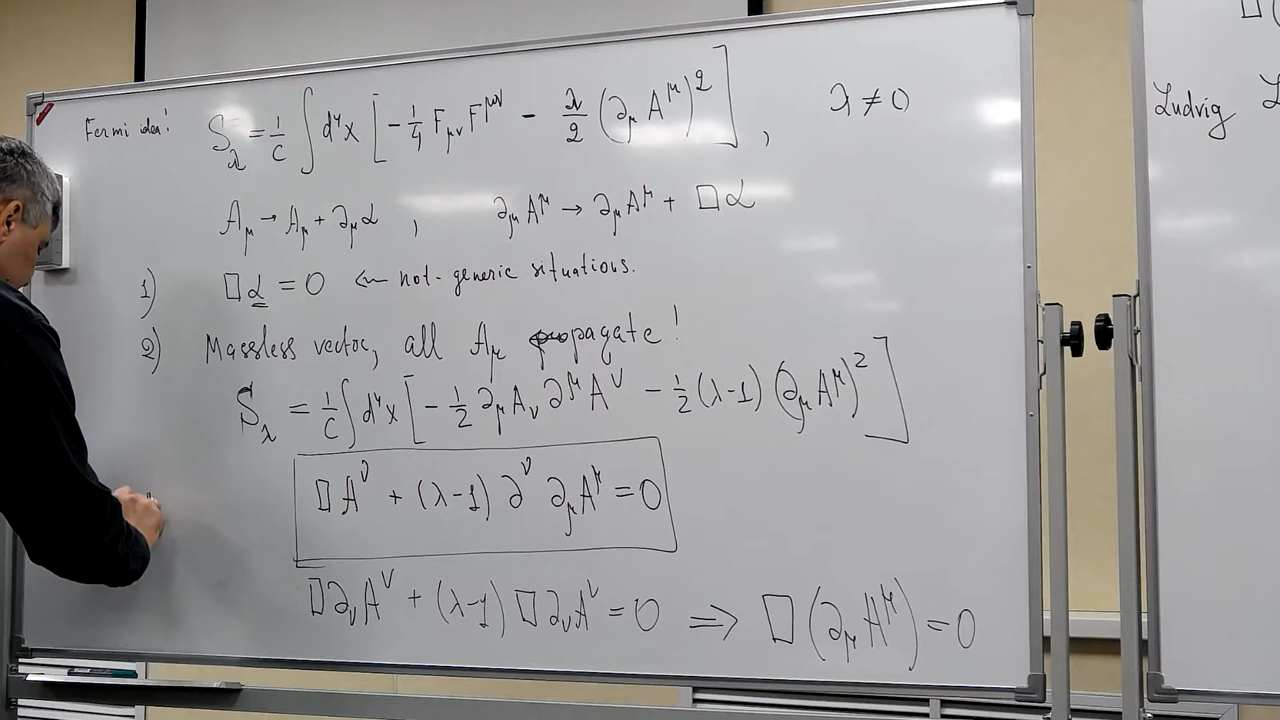 Fermi idea! S_λ = 1/c ∫ d⁴x [ -1/4 F_μν F^μν - λ/2 (∂_μ A^μ)² ] , λ ≠ 0
A_μ → A_μ + ∂_μ α , ∂_μ A^μ → ∂_μ A^μ + □α
1) □α = 0 ← not-generic situations.
2) Massless vector, all A_μ propagate!
S_λ = 1/c ∫ d⁴x [ -1/2 ∂_μ A_ν ∂^μ A^ν - 1/2 (λ-1) (∂_μ A^μ)² ]
□A^ν + (λ-1) ∂^ν ∂_μ A^μ = 0
□∂_ν A^ν + (λ-1) □∂_ν A^ν = 0 ⇒ □(∂_μ A^μ) = 0
Ludvig